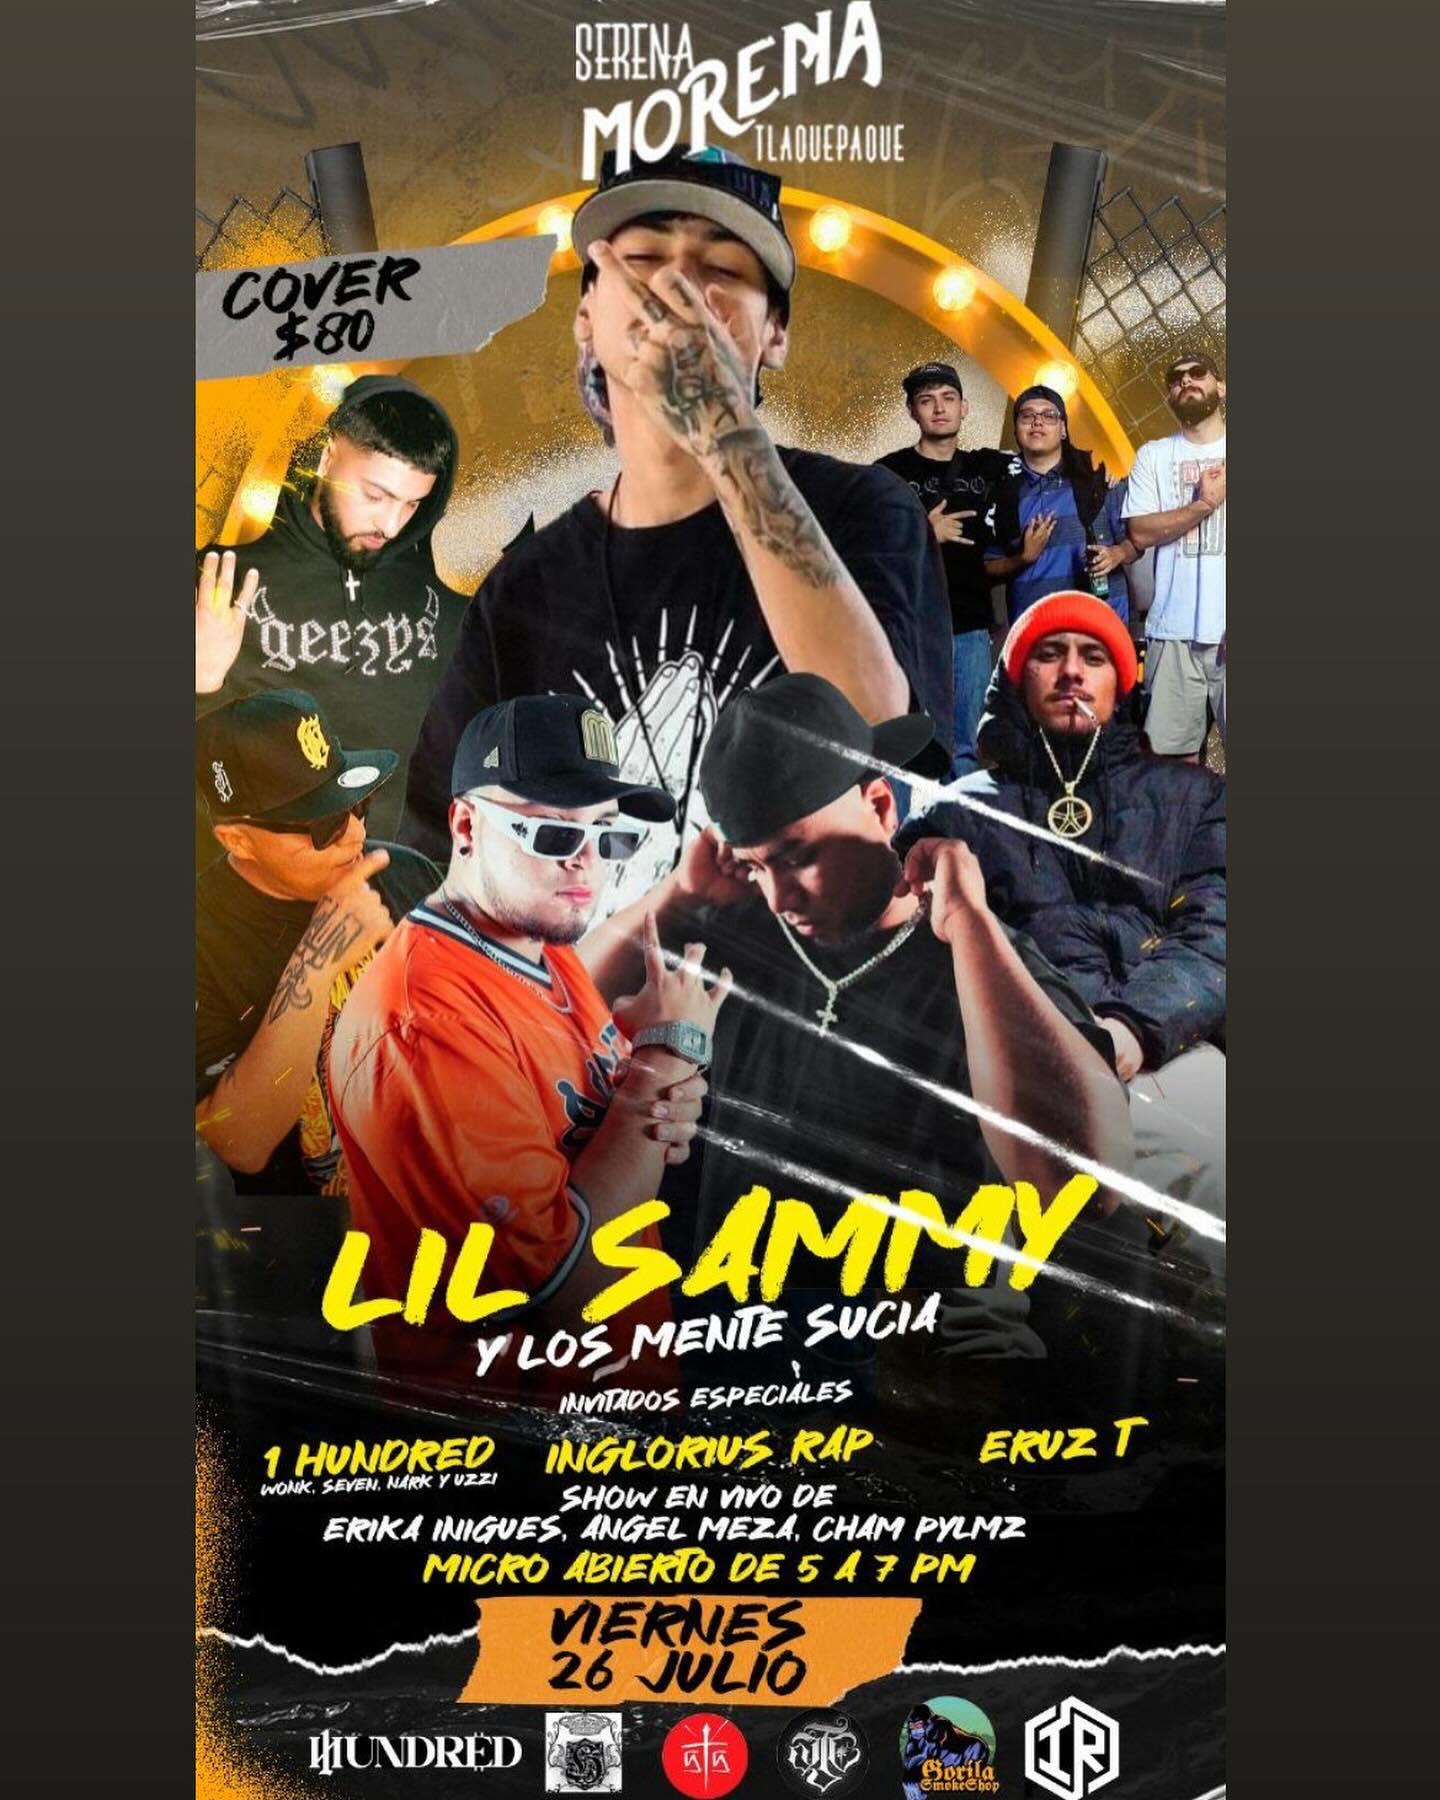 SERENA
MORENA
TLAQUEPAQUE
COVER
$80
geezys
LIL SAMMY
Y LOS MENTE SUCIA
INVITADOS ESPECIALES
1 HUNDRED INGLORIUS RAP ERUZ T
WONK, SEVEN, NARK Y UZZI
SHOW EN VIVO DE
ERIKA INIGUES, ANGEL MEZA, CHAM PYLMZ
MICRO ABIERTO DE 5 A 7 PM
VIERNES
26 JULIO
HUNDRED
Gorila
SmokeShop
IR